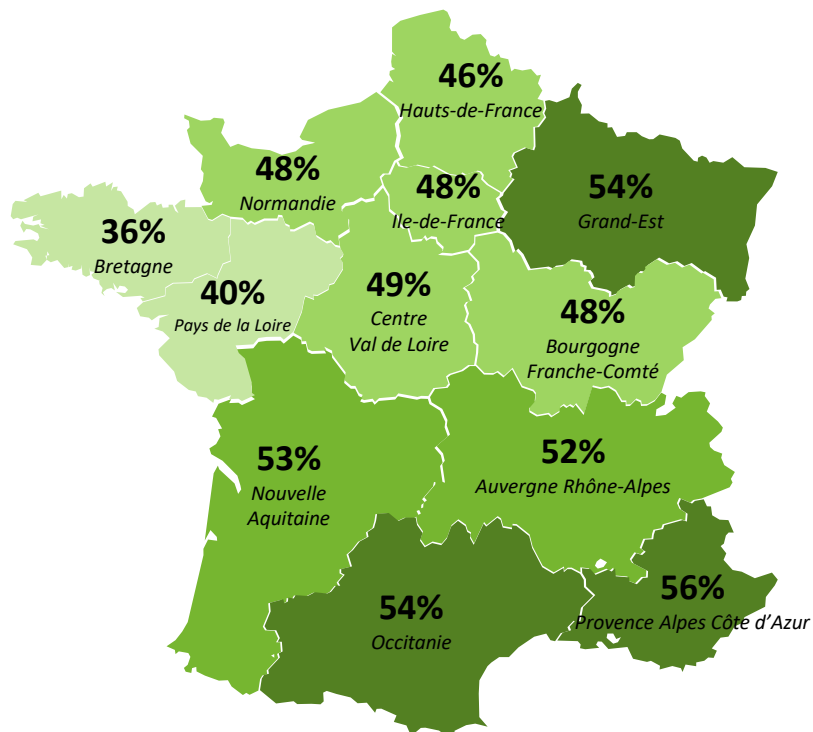 46%
Hauts-de-France
48%
Normandie
48%
Ile-de-France
54%
Grand-Est
36%
Bretagne
40%
Pays de la Loire
49%
Centre
Val de Loire
48%
Bourgogne
Franche-Comté
53%
Nouvelle
Aquitaine
52%
Auvergne Rhône-Alpes
54%
Occitanie
56%
Provence Alpes Côte d’Azur